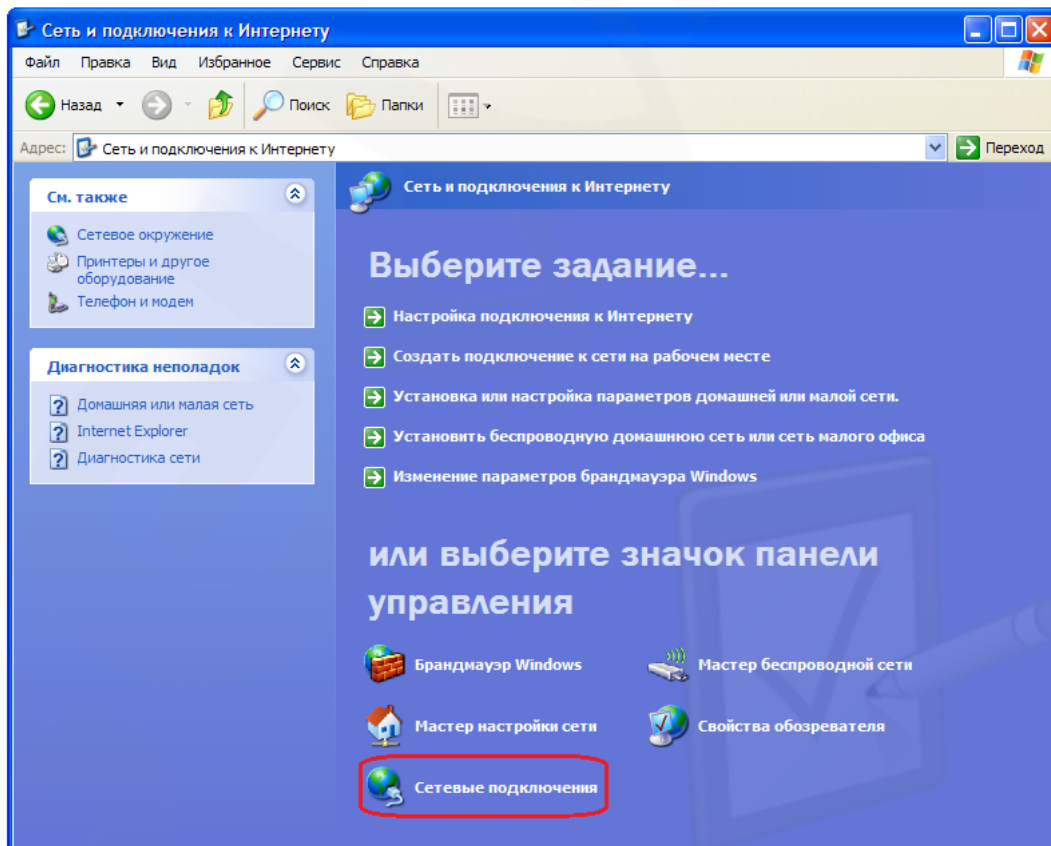 Сеть и подключения к Интернету
Файл Правка Вид Избранное Сервис Справка
Назад Поиск Папки
Адрес: Сеть и подключения к Интернету Переход
См. также
Сетевое окружение
Принтеры и другое
оборудование
Телефон и модем
Диагностика неполадок
Домашняя или малая сеть
Internet Explorer
Диагностика сети
Сеть и подключения к Интернету
Выберите задание...
Настройка подключения к Интернету
Создать подключение к сети на рабочем месте
Установка или настройка параметров домашней или малой сети.
Установить беспроводную домашнюю сеть или сеть малого офиса
Изменение параметров брандмауэра Windows
или выберите значок панели
управления
Брандмауэр Windows Мастер беспроводной сети
Мастер настройки сети Свойства обозревателя
Сетевые подключения